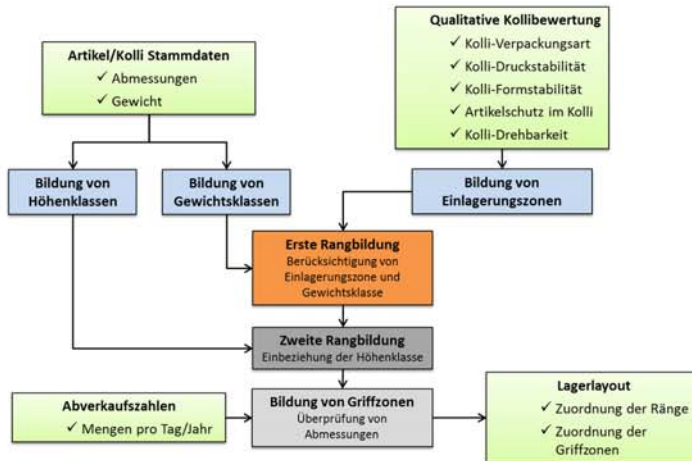 Artikel/Kolli Stammdaten
✓ Abmessungen
✓ Gewicht
Qualitative Kollibewertung
✓ Kolli-Verpackungsart
✓ Kolli-Druckstabilität
✓ Kolli-Formstabilität
✓ Artikelschutz im Kolli
✓ Kolli-Drehbarkeit
Bildung von
Höhenklassen
Bildung von
Gewichtsklassen
Bildung von
Einlagerungszonen
Erste Rangbildung
Berücksichtigung von
Einlagerungszone und
Gewichtsklasse
Zweite Rangbildung
Einbeziehung der Höhenklasse
Abverkaufszahlen
✓ Mengen pro Tag/Jahr
Bildung von Griffzonen
Überprüfung von
Abmessungen
Lagerlayout
✓ Zuordnung der Ränge
✓ Zuordnung der
Griffzonen